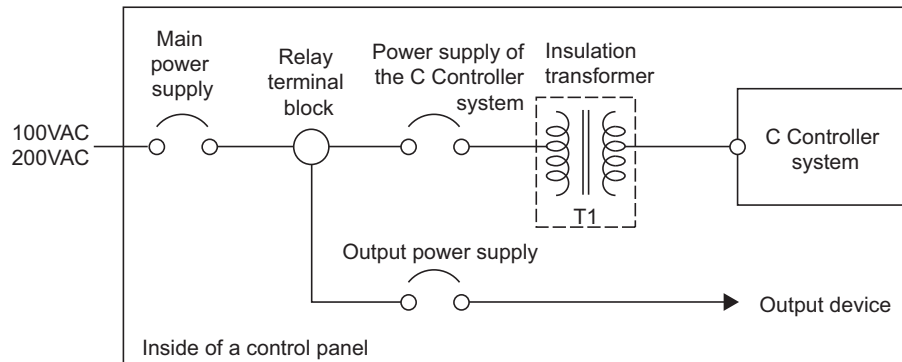 Main
power
supply
Relay
terminal
block
Power supply of
the C Controller
system
Insulation
transformer
100VAC
200VAC
C Controller
system
T1
Output power supply
Output device
Inside of a control panel